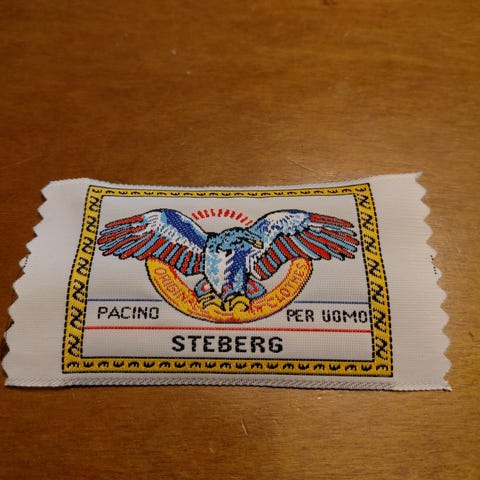 ORIGINAL CLOTHES
PACINO PER UOMO
STEBERG